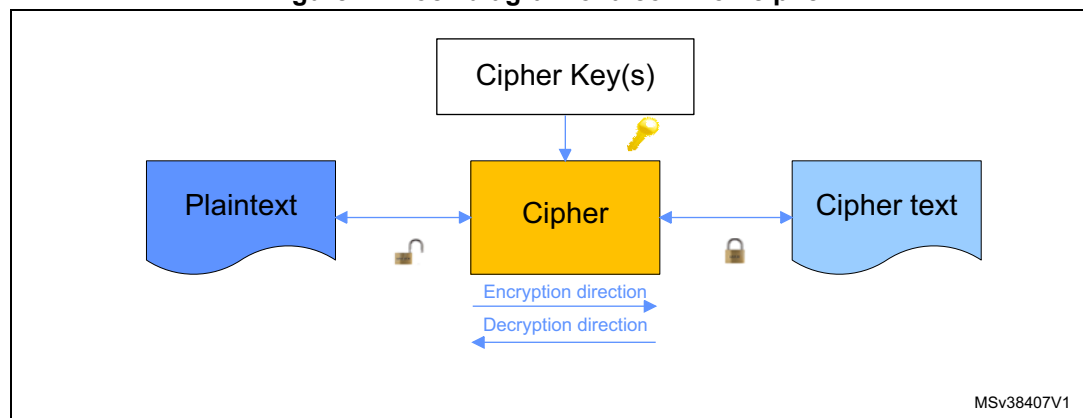 Cipher Key(s)
Plaintext
Cipher
Cipher text
Encryption direction
Decryption direction
MSv38407V1